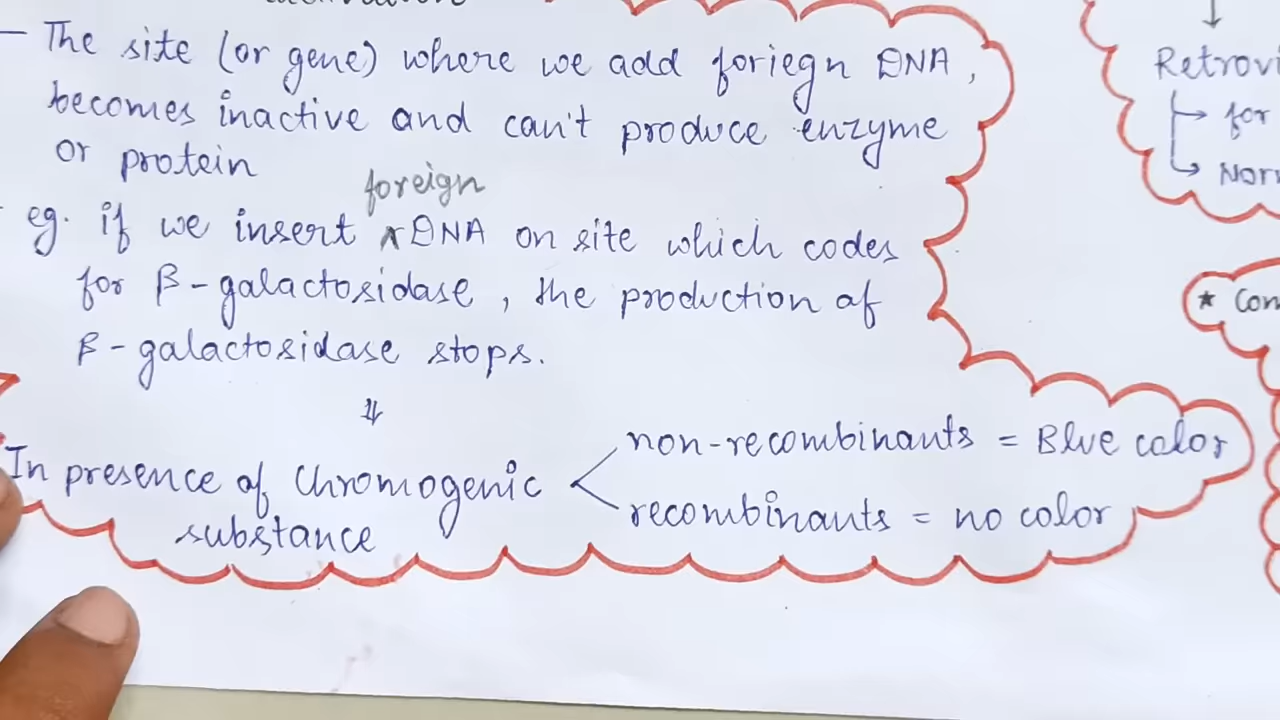 — The site (or gene) where we add foriegn DNA,
becomes inactive and can't produce enzyme
or protein
foreign
eg. if we insert ∧ DNA on site which codes
for β-galactosidase, the production of
β-galactosidase stops.
⇓
In presence of Chromogenic
substance
non-recombinants = Blue color
recombinants = no color
↓
Retrovi
→ for
→ Nor
* Con